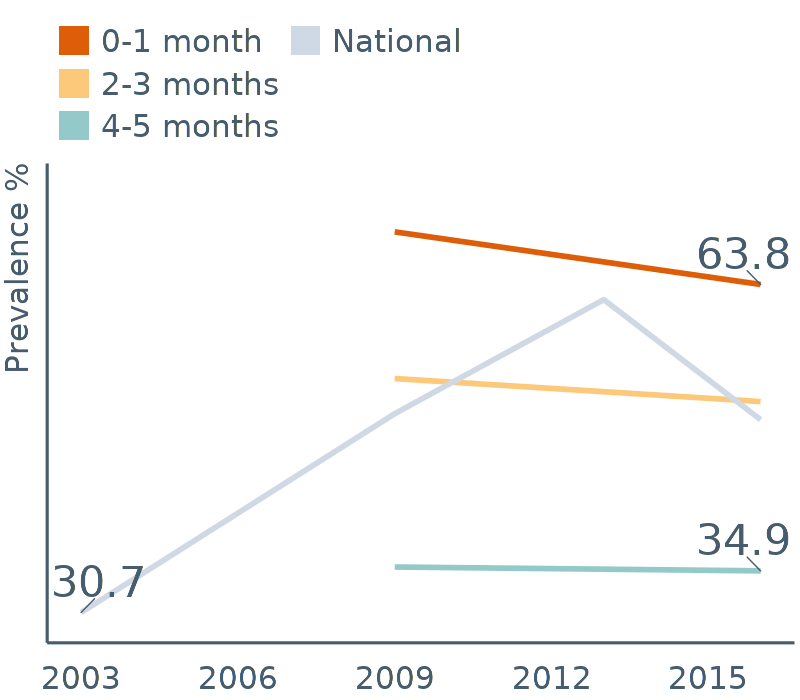 0-1 month
National
2-3 months
4-5 months
Prevalence %
63.8
34.9
30.7
2003 2006 2009 2012 2015